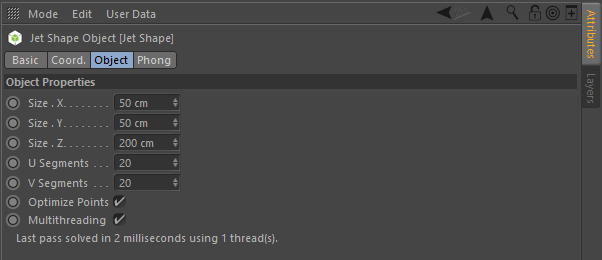 Mode Edit User Data
Jet Shape Object [Jet Shape]
Basic Coord. Object Phong
Object Properties
Size . X. . . . . . . . 50 cm
Size . Y. . . . . . . . 50 cm
Size . Z. . . . . . . . 200 cm
U Segments . . . 20
V Segments . . . 20
Optimize Points
Multithreading
Last pass solved in 2 milliseconds using 1 thread(s).
Attributes
Layers